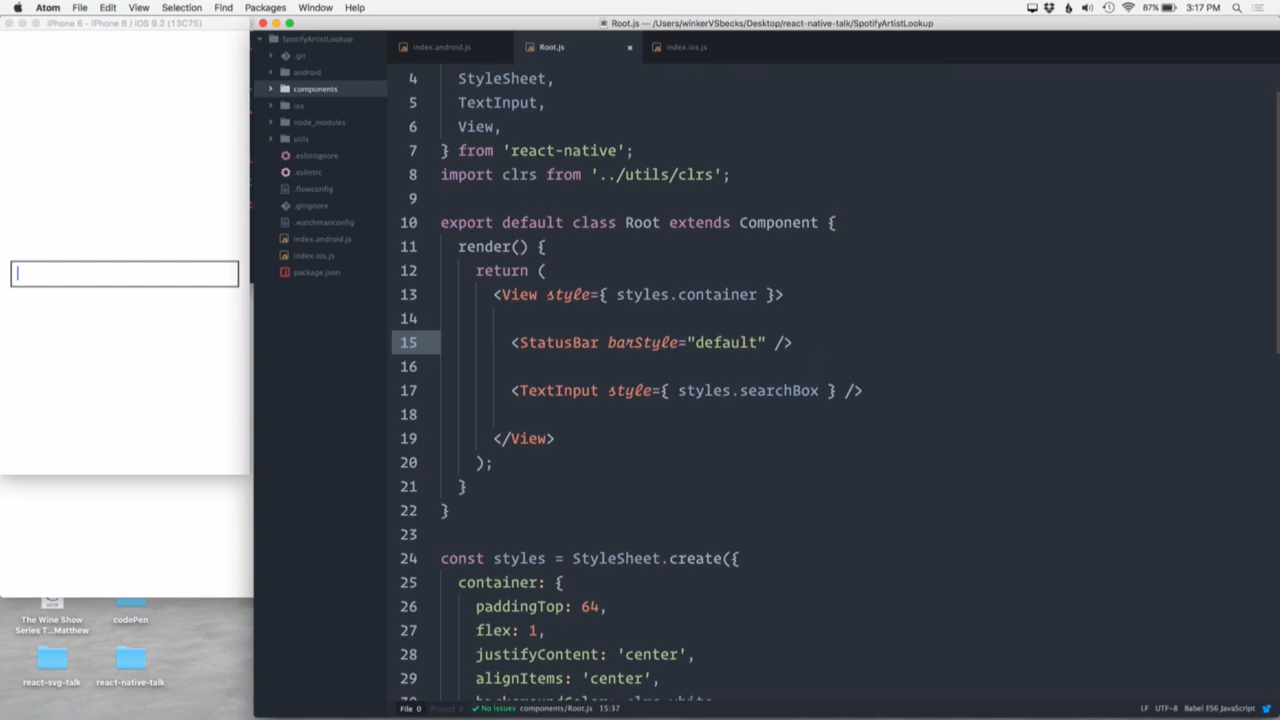 Atom File Edit View Selection Find Packages Window Help
87% 3:17 PM
iPhone 6 - iPhone 6 / iOS 9.2 (13C75)
Root.js — /Users/winkerVSbecks/Desktop/react-native-talk/SpotifyArtistLookup
SpotifyArtistLookup
.git
android
components
ios
node_modules
utils
.eslintignore
.eslintrc
.flowconfig
.gitignore
.watchmanconfig
index.android.js
index.ios.js
package.json
index.android.js Root.js index.ios.js
4 StyleSheet,
5 TextInput,
6 View,
7 } from 'react-native';
8 import clrs from '../utils/clrs';
9
10 export default class Root extends Component {
11 render() {
12 return (
13 <View style={ styles.container }>
14
15 <StatusBar barStyle="default" />
16
17 <TextInput style={ styles.searchBox } />
18
19 </View>
20 );
21 }
22 }
23
24 const styles = StyleSheet.create({
25 container: {
26 paddingTop: 64,
27 flex: 1,
28 justifyContent: 'center',
29 alignItems: 'center',
The Wine Show
Series T...Matthew
codePen
react-svg-talk
react-native-talk
File 0 Project 0 No Issues components/Root.js 15:37 LF UTF-8 Babel ES6 JavaScript